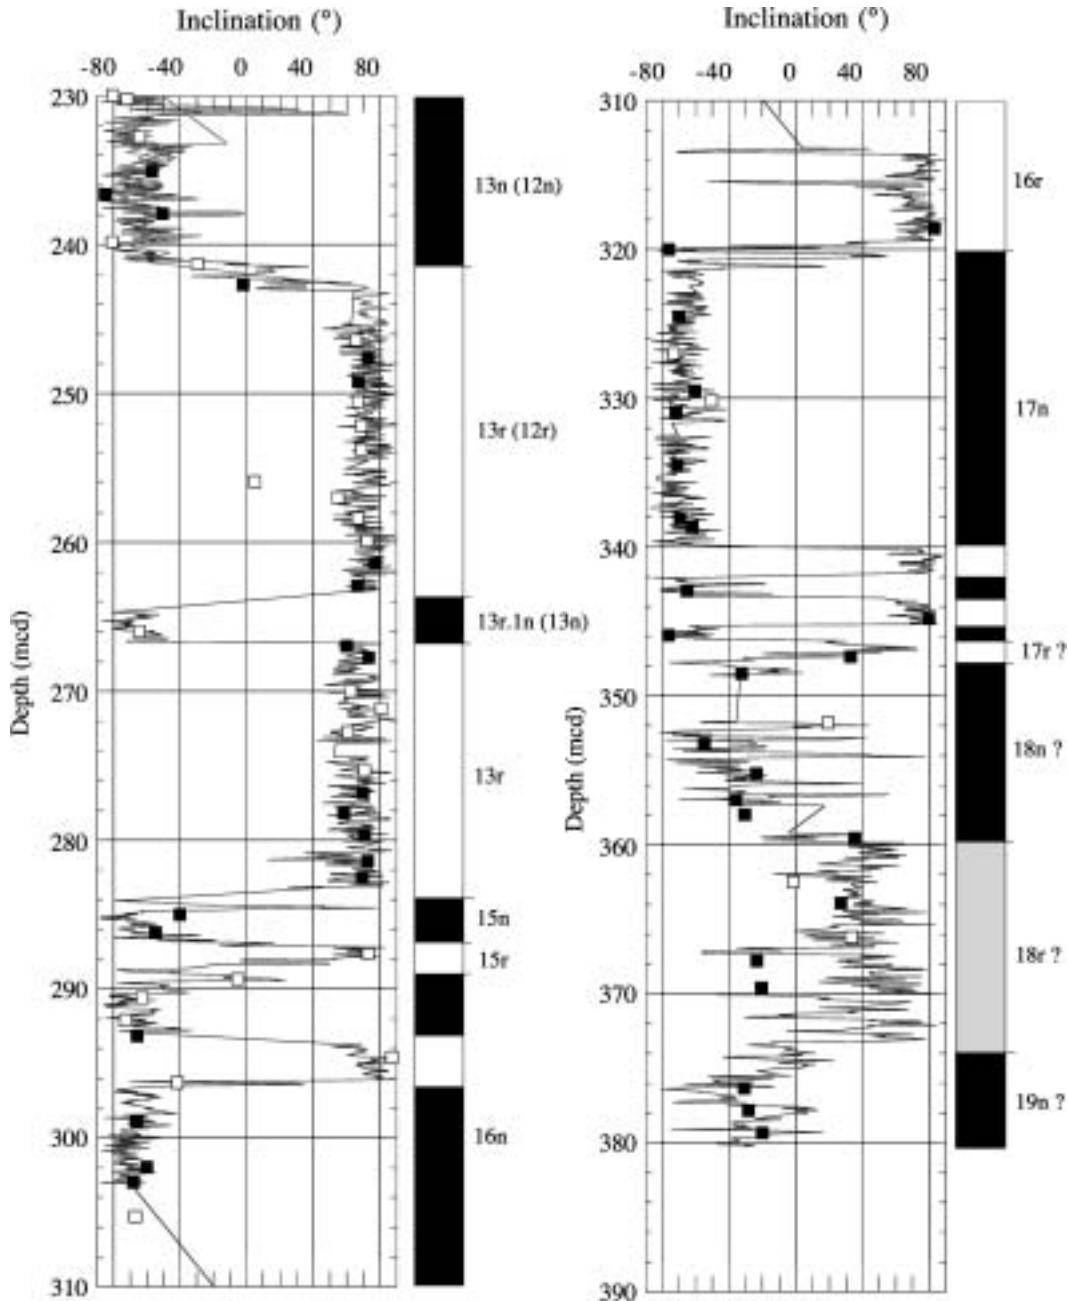 Inclination (°)
-80 -40 0 40 80
230
240
250
260
270
280
290
300
310
Depth (mcd)
13n (12n)
13r (12r)
13r.1n (13n)
13r
15n
15r
16n
Inclination (°)
-80 -40 0 40 80
310
320
330
340
350
360
370
380
390
Depth (mcd)
16r
17n
17r ?
18n ?
18r ?
19n ?